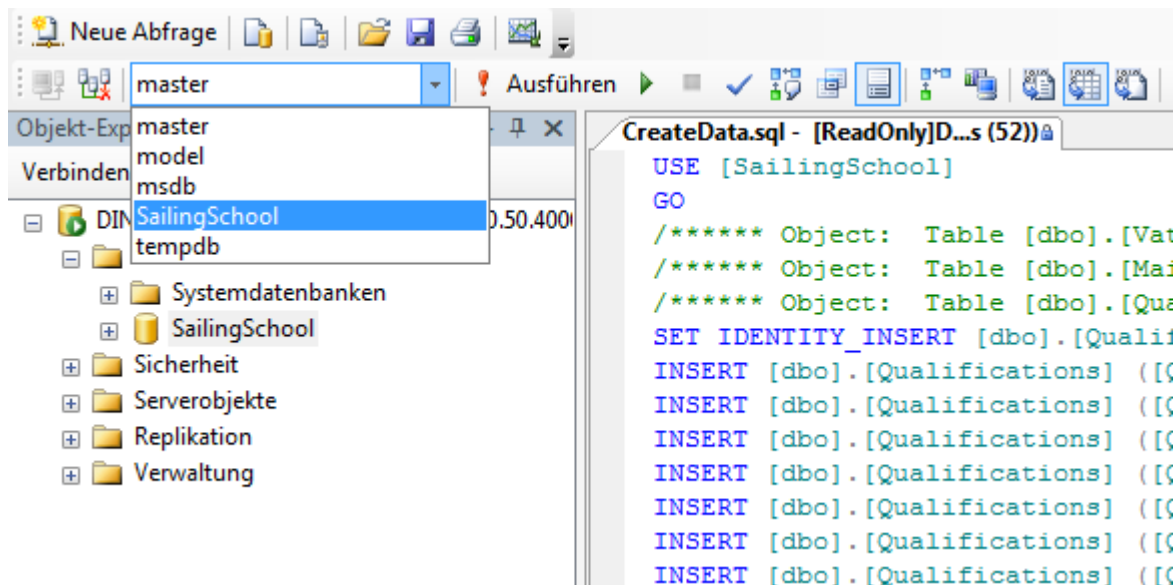 Neue Abfrage
master
Ausführen
Objekt-Exp
master
model
msdb
SailingSchool
tempdb
Verbinden
DIN
0.50.400
Systemdatenbanken
SailingSchool
Sicherheit
Serverobjekte
Replikation
Verwaltung
CreateData.sql - [ReadOnly]D...s (52))
USE [SailingSchool]
GO
/****** Object:  Table [dbo].[Vat
/****** Object:  Table [dbo].[Mai
/****** Object:  Table [dbo].[Qua
SET IDENTITY_INSERT [dbo].[Qualif
INSERT [dbo].[Qualifications] ([Q
INSERT [dbo].[Qualifications] ([Q
INSERT [dbo].[Qualifications] ([Q
INSERT [dbo].[Qualifications] ([Q
INSERT [dbo].[Qualifications] ([Q
INSERT [dbo].[Qualifications] ([Q
INSERT [dbo].[Qualifications] ([Q